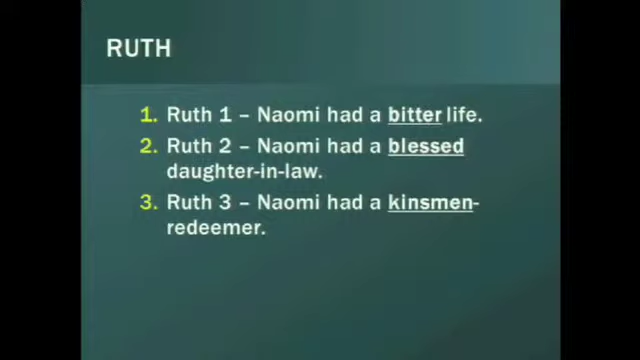 RUTH
1. Ruth 1 – Naomi had a bitter life.
2. Ruth 2 – Naomi had a blessed
daughter-in-law.
3. Ruth 3 – Naomi had a kinsmen-
redeemer.